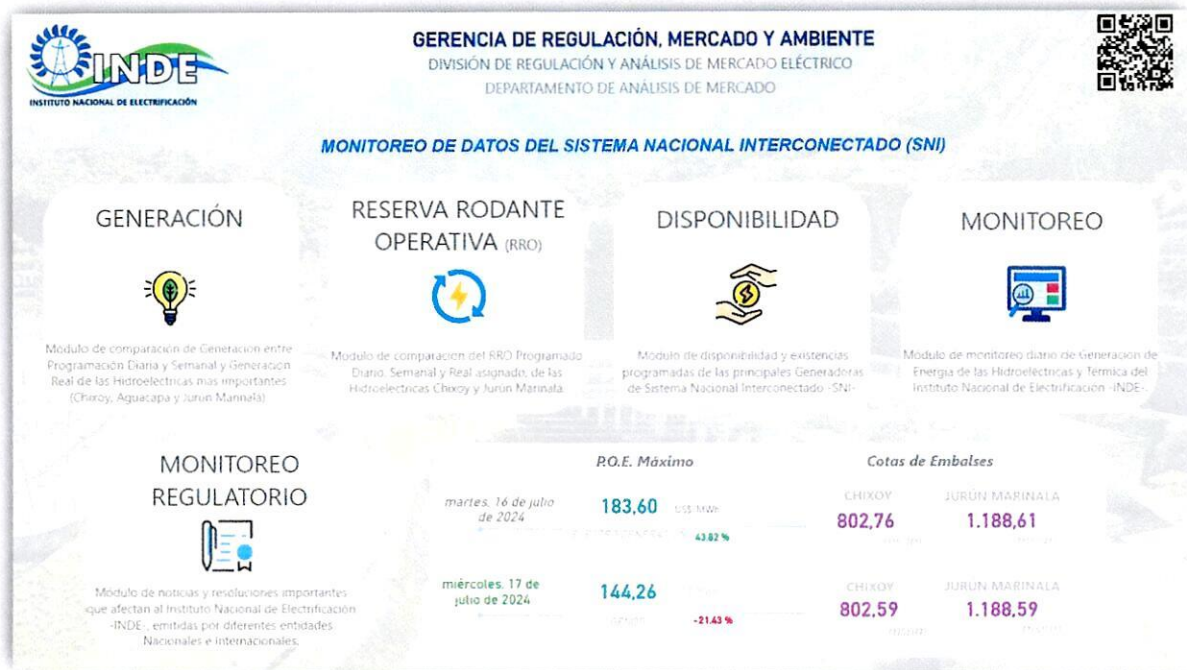 INDE
INSTITUTO NACIONAL DE ELECTRIFICACIÓN
GERENCIA DE REGULACIÓN, MERCADO Y AMBIENTE
DIVISIÓN DE REGULACIÓN Y ANÁLISIS DE MERCADO ELÉCTRICO
DEPARTAMENTO DE ANÁLISIS DE MERCADO
MONITOREO DE DATOS DEL SISTEMA NACIONAL INTERCONECTADO (SNI)
GENERACIÓN
Módulo de comparación de Generación entre
Programación Diaria y Semanal y Generación
Real de las Hidroeléctricas más importantes
(Chixoy, Aguacapa y Jurún Marinalá)
RESERVA RODANTE
OPERATIVA (RRO)
Módulo de comparación del RRO Programado
Diario, Semanal y Real asignado, de las
Hidroeléctricas Chixoy y Jurún Marinalá
DISPONIBILIDAD
Módulo de disponibilidad y existencias
programadas de las principales Generadoras
de Sistema Nacional Interconectado -SNI-
MONITOREO
Módulo de monitoreo diario de Generación de
Energía de las Hidroeléctricas y Térmica del
Instituto Nacional de Electrificación -INDE-.
MONITOREO
REGULATORIO
Módulo de noticias y resoluciones importantes
que afectan al Instituto Nacional de Electrificación
-INDE-, emitidas por diferentes entidades
Nacionales e Internacionales.
P.O.E. Máximo
Cotas de Embalses
martes, 16 de julio
de 2024
183,60 US$/MWh
43.82 %
CHIXOY
802,76
JURÚN MARINALÁ
1.188,61
miércoles, 17 de
julio de 2024
144,26
-21.43 %
CHIXOY
802,59
JURÚN MARINALÁ
1.188,59